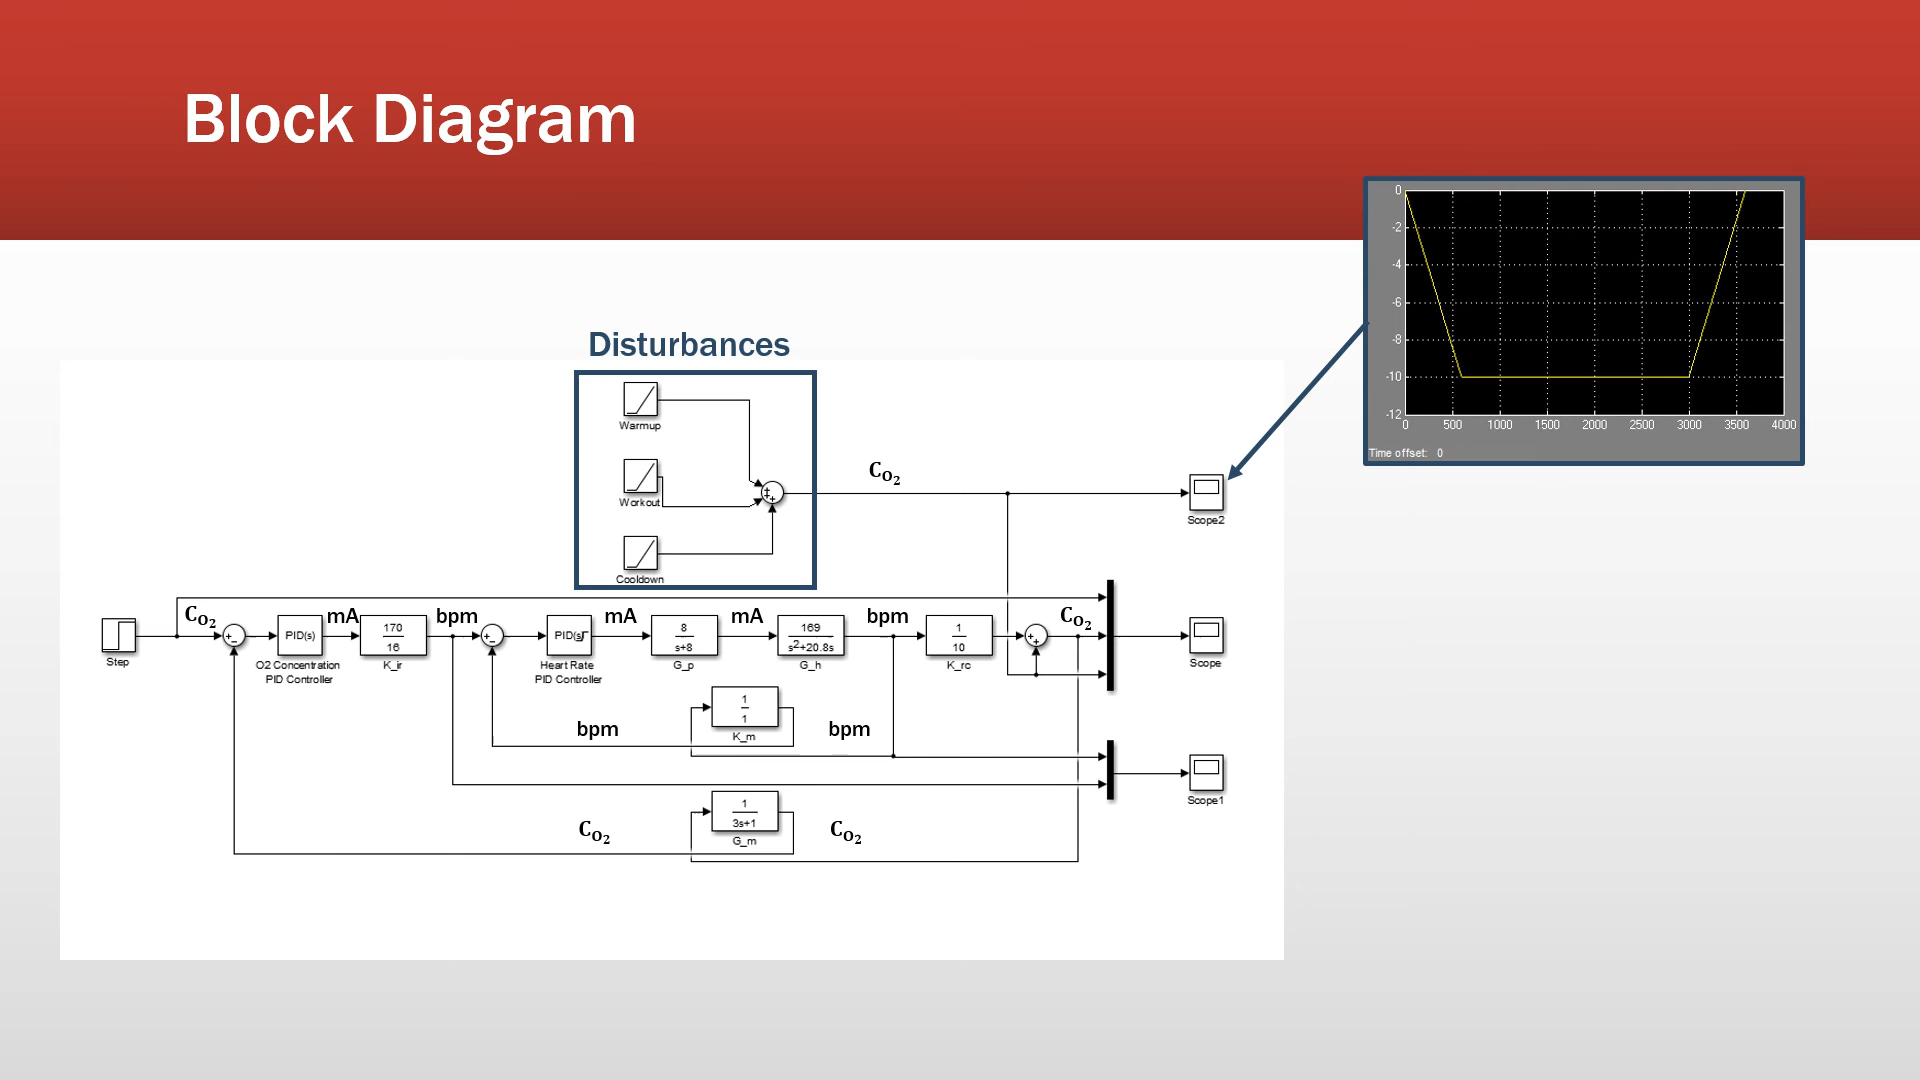 Block Diagram
0
-2
-4
-6
-8
-10
-12
0 500 1000 1500 2000 2500 3000 3500 4000
Time offset: 0
Disturbances
Warmup
Workout
Cooldown
C_O2
Scope2
Step
C_O2
PID(s)
O2 Concentration
PID Controller
mA
170
16
K_ir
bpm
PID(s)
Heart Rate
PID Controller
mA
8
s+8
G_p
mA
169
s²+20.8s
G_h
bpm
1
10
K_rc
C_O2
Scope
bpm
1
1
K_m
bpm
Scope1
C_O2
1
3s+1
G_m
C_O2